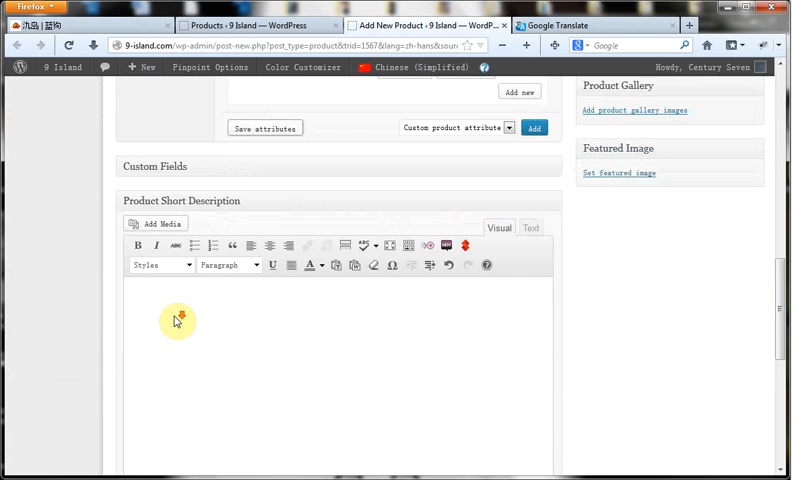 Firefox
氿岛 | 蓝狗
Products ‹ 9 Island — WordPress
Add New Product ‹ 9 Island — WordP...
Google Translate
9-island.com/wp-admin/post-new.php?post_type=product&trid=1567&lang=zh-hans&sourc
Google
9 Island
New
Pinpoint Options
Color Customizer
Chinese (Simplified)
Howdy, Century Seven
Add new
Save attributes
Custom product attribute
Add
Product Gallery
Add product gallery images
Featured Image
Set featured image
Custom Fields
Product Short Description
Add Media
Visual
Text
B I ABC
ABC
Styles
Paragraph
U
A
Ω